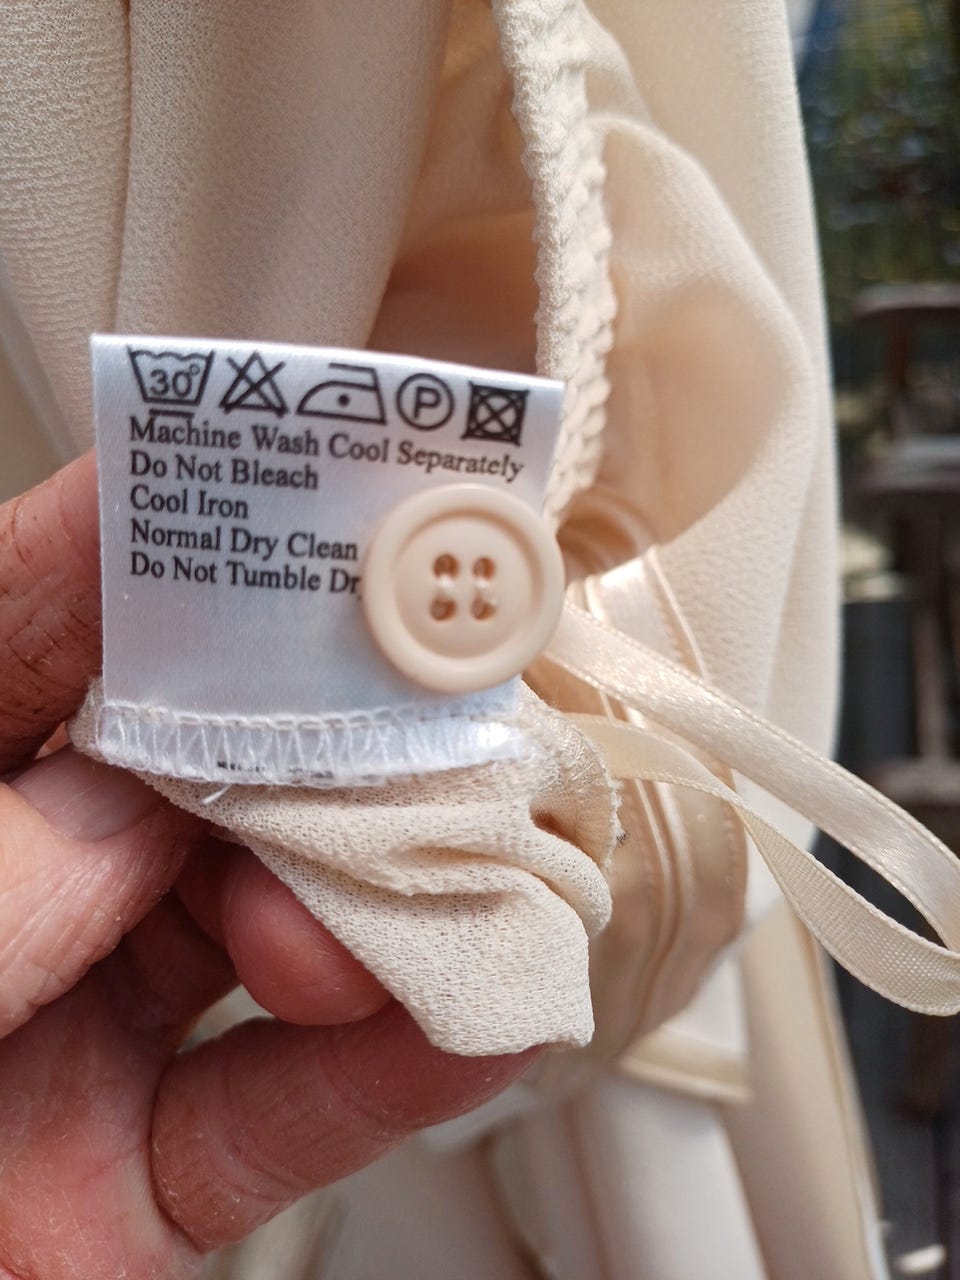 30° P
Machine Wash Cool Separately
Do Not Bleach
Cool Iron
Normal Dry Clean
Do Not Tumble